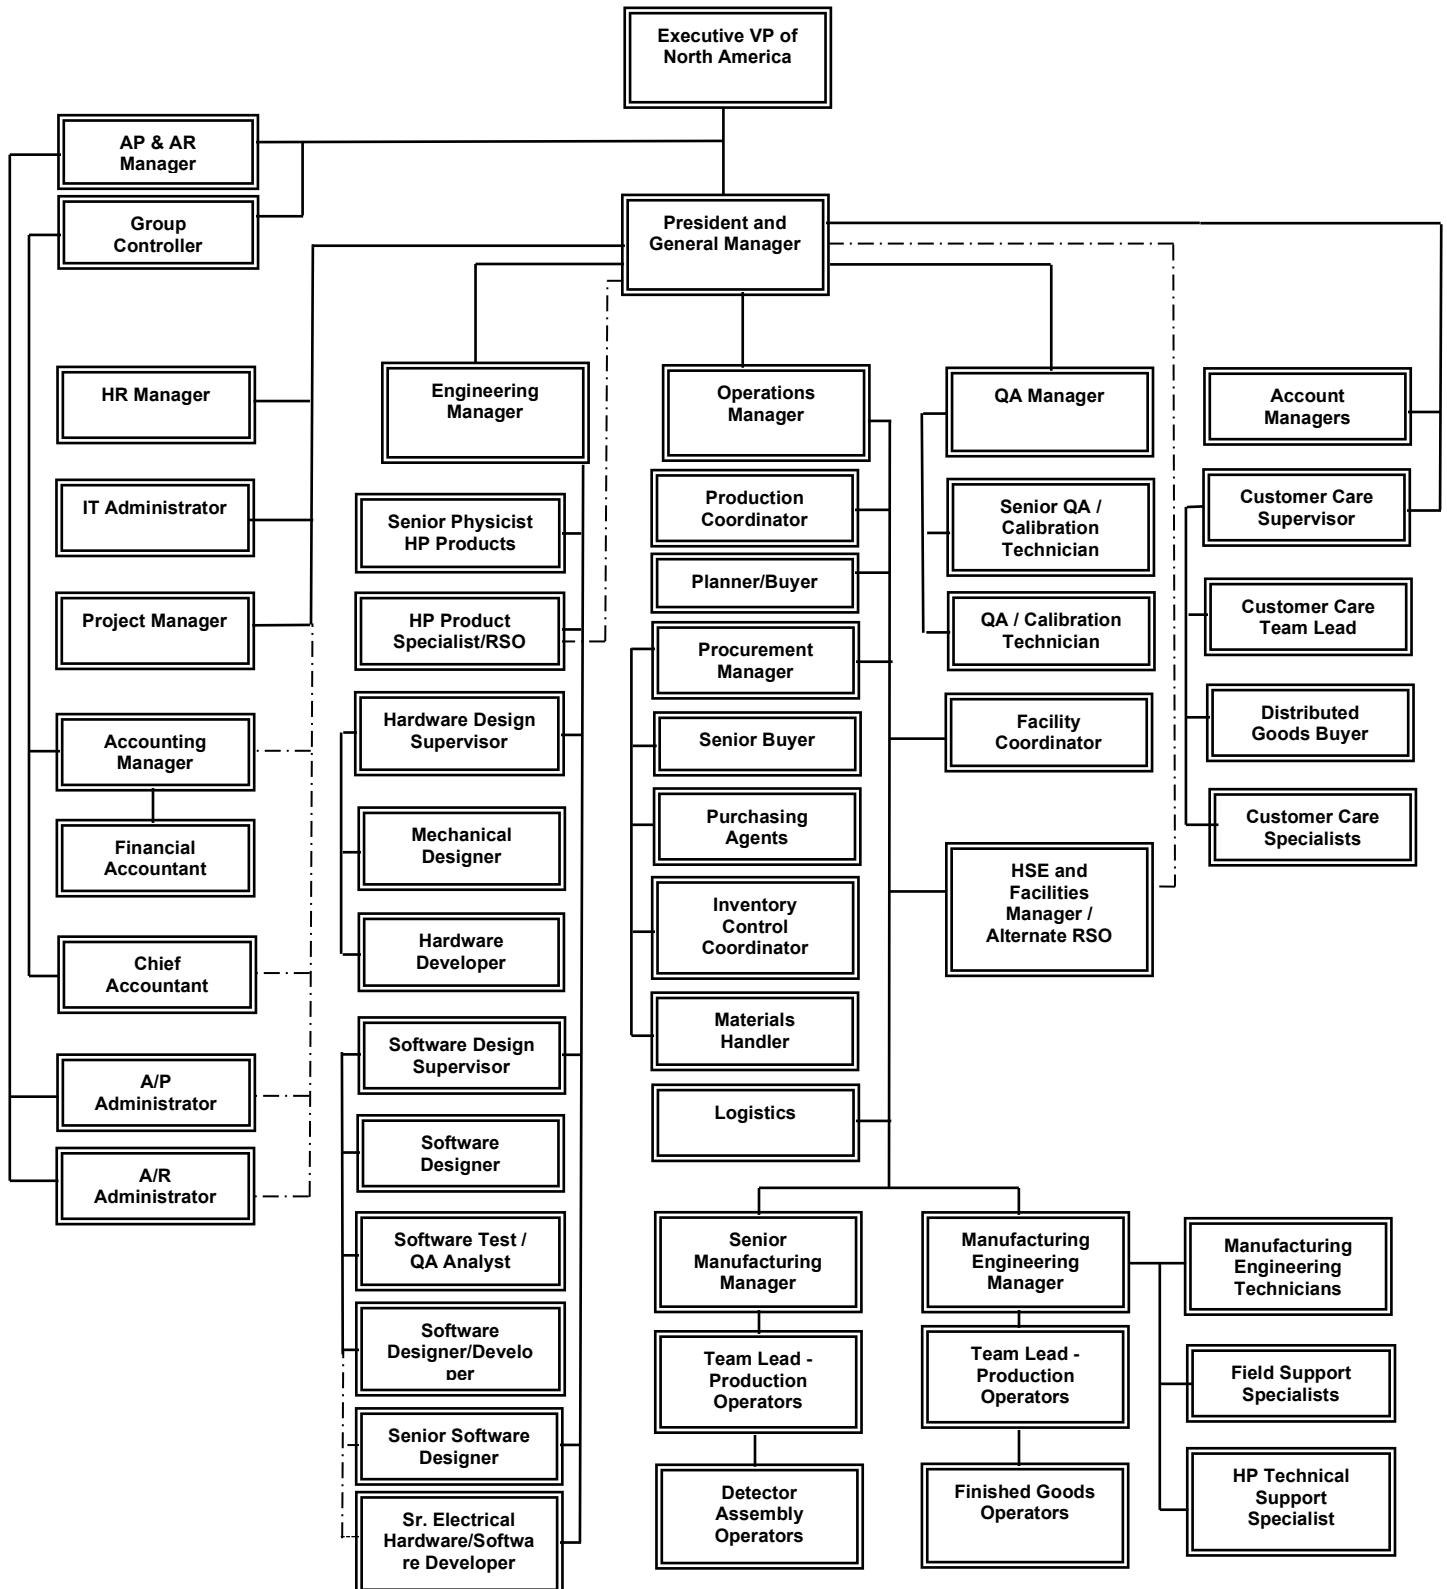 Executive VP of
North America
AP & AR
Manager
Group
Controller
President and
General Manager
HR Manager
Engineering
Manager
Operations
Manager
QA Manager
Account
Managers
IT Administrator
Senior Physicist
HP Products
Production
Coordinator
Senior QA /
Calibration
Technician
Customer Care
Supervisor
Planner/Buyer
Project Manager
HP Product
Specialist/RSO
Procurement
Manager
QA / Calibration
Technician
Customer Care
Team Lead
Accounting
Manager
Hardware Design
Supervisor
Senior Buyer
Facility
Coordinator
Distributed
Goods Buyer
Financial
Accountant
Mechanical
Designer
Purchasing
Agents
Customer Care
Specialists
HSE and
Facilities
Manager /
Alternate RSO
Chief
Accountant
Hardware
Developer
Inventory
Control
Coordinator
Materials
Handler
A/P
Administrator
Software Design
Supervisor
Logistics
A/R
Administrator
Software
Designer
Software Test /
QA Analyst
Senior
Manufacturing
Manager
Manufacturing
Engineering
Manager
Manufacturing
Engineering
Technicians
Software
Designer/Develo
per
Team Lead -
Production
Operators
Team Lead -
Production
Operators
Field Support
Specialists
Senior Software
Designer
Detector
Assembly
Operators
Finished Goods
Operators
HP Technical
Support
Specialist
Sr. Electrical
Hardware/Softwa
re Developer